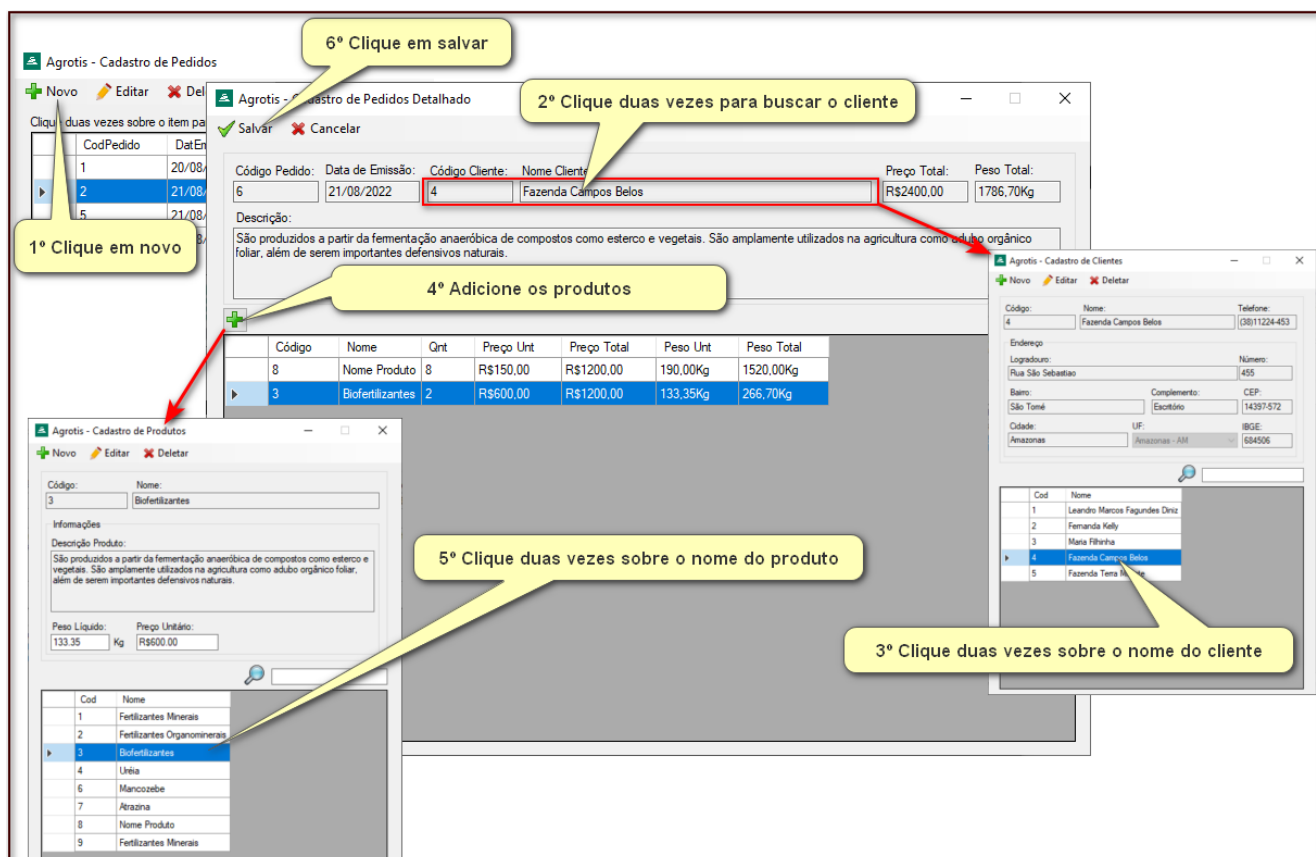 6º Clique em salvar
Agrotis - Cadastro de Pedidos
Novo Editar Del
Clique duas vezes sobre o item pa
CodPedido DatEm
1 20/08/
2 21/08/
5 21/08/
1º Clique em novo
Agrotis - Cadastro de Pedidos Detalhado
2º Clique duas vezes para buscar o cliente
Salvar Cancelar
Código Pedido: Data de Emissão: Código Cliente: Nome Cliente: Preço Total: Peso Total:
6 21/08/2022 4 Fazenda Campos Belos R$2400,00 1786,70Kg
Descrição:
São produzidos a partir da fermentação anaeróbica de compostos como esterco e vegetais. São amplamente utilizados na agricultura como adubo orgânico
foliar, além de serem importantes defensivos naturais.
4º Adicione os produtos
Código Nome Qnt Preço Unt Preço Total Peso Unt Peso Total
8 Nome Produto 8 R$150,00 R$1200,00 190,00Kg 1520,00Kg
3 Biofertilizantes 2 R$600,00 R$1200,00 133,35Kg 266,70Kg
Agrotis - Cadastro de Clientes
Novo Editar Deletar
Código: Nome: Telefone:
4 Fazenda Campos Belos (38)11224-453
Endereço
Logradouro: Número:
Rua São Sebastiao 455
Bairro: Complemento: CEP:
São Tomé Escritório 14397-572
Cidade: UF: IBGE:
Amazonas Amazonas - AM 684506
Cod Nome
1 Leandro Marcos Fagundes Diniz
2 Fernanda Kelly
3 Maria Filhinha
4 Fazenda Campos Belos
5 Fazenda Terra
3º Clique duas vezes sobre o nome do cliente
Agrotis - Cadastro de Produtos
Novo Editar Deletar
Código: Nome:
3 Biofertilizantes
Informações
Descrição Produto:
São produzidos a partir da fermentação anaeróbica de compostos como esterco e
vegetais. São amplamente utilizados na agricultura como adubo orgânico foliar,
além de serem importantes defensivos naturais.
Peso Líquido: Preço Unitário:
133.35 Kg R$600.00
5º Clique duas vezes sobre o nome do produto
Cod Nome
1 Fertilizantes Minerais
2 Fertilizantes Organominerais
3 Biofertilizantes
4 Uréia
6 Mancozebe
7 Atrazina
8 Nome Produto
9 Fertilizantes Minerais